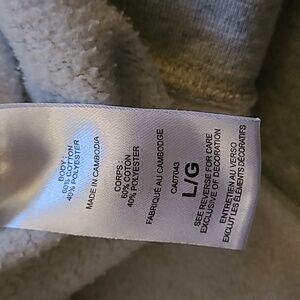 BODY :
60% COTTON
40% POLYESTER
MADE IN CAMBODIA
CORPS :
60% COTON
40% POLYESTER
FABRIQUÉ AU CAMBODGE
CA07043
L/G
SEE REVERSE FOR CARE
EXCLUSIVE OF DECORATION
ENTRETIEN AU VERSO
EXCLUT LES ÉLÉMENTS DÉCORATIFS